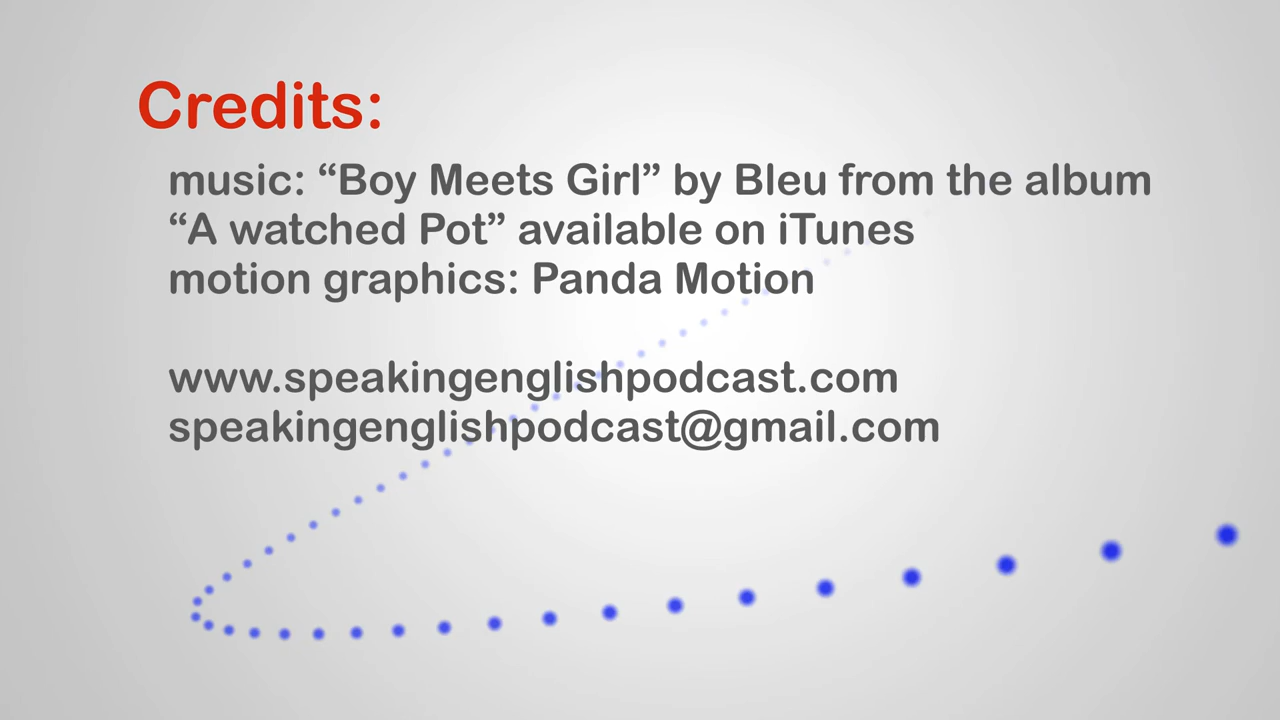 Credits:
music: “Boy Meets Girl” by Bleu from the album
“A watched Pot” available on iTunes
motion graphics: Panda Motion
www.speakingenglishpodcast.com
speakingenglishpodcast@gmail.com